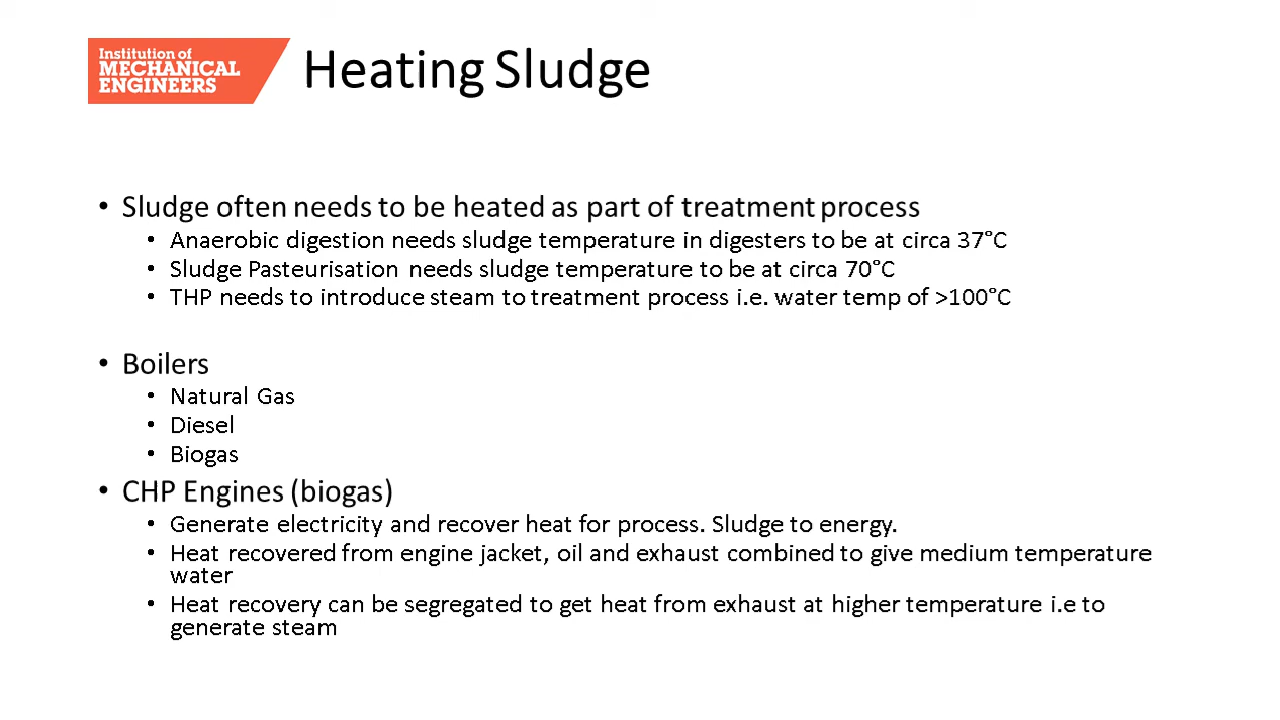 Institution of
MECHANICAL
ENGINEERS
Heating Sludge
• Sludge often needs to be heated as part of treatment process
• Anaerobic digestion needs sludge temperature in digesters to be at circa 37°C
• Sludge Pasteurisation needs sludge temperature to be at circa 70°C
• THP needs to introduce steam to treatment process i.e. water temp of >100°C
• Boilers
• Natural Gas
• Diesel
• Biogas
• CHP Engines (biogas)
• Generate electricity and recover heat for process. Sludge to energy.
• Heat recovered from engine jacket, oil and exhaust combined to give medium temperature
water
• Heat recovery can be segregated to get heat from exhaust at higher temperature i.e to
generate steam